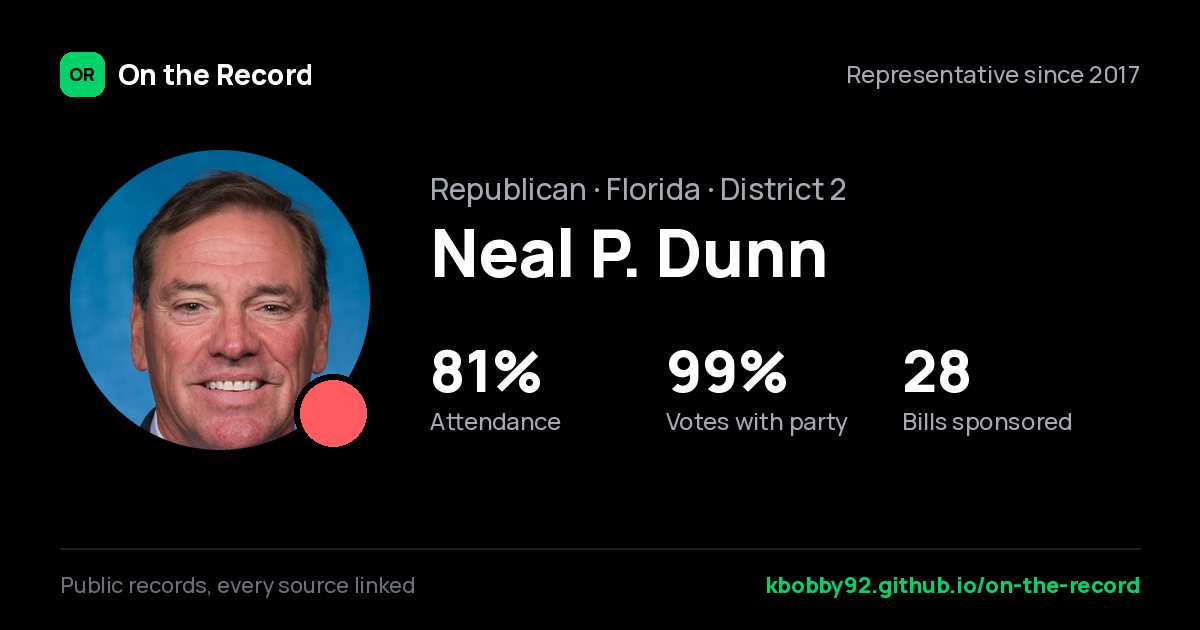 OR On the Record
Representative since 2017
Republican · Florida · District 2
Neal P. Dunn
81% 99% 28
Attendance Votes with party Bills sponsored
Public records, every source linked
kbobby92.github.io/on-the-record